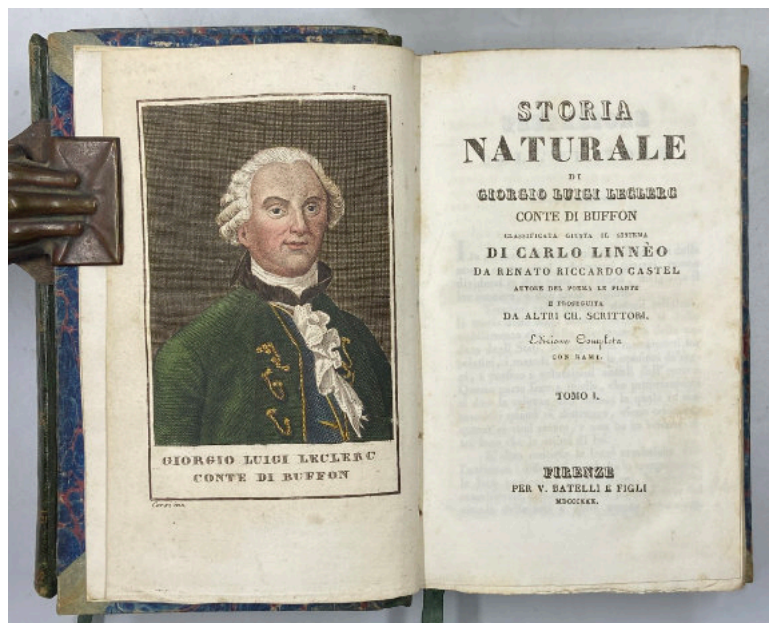 GIORGIO LUIGI LECLERC
CONTE DI BUFFON
STORIA
NATURALE
DI
GIORGIO LUIGI LECLERC
CONTE DI BUFFON
CLASSIFICATA GIUSTA IL SISTEMA
DI CARLO LINNÈO
DA RENATO RICCARDO CASTEL
AUTORE DEL POEMA LE PIANTE
E PROSEGUITA
DA ALTRI CH. SCRITTORI.
Edizione Completa
CON RAMI.
TOMO I.
FIRENZE
PER V. BATELLI E FIGLI
MDCCCXXX.